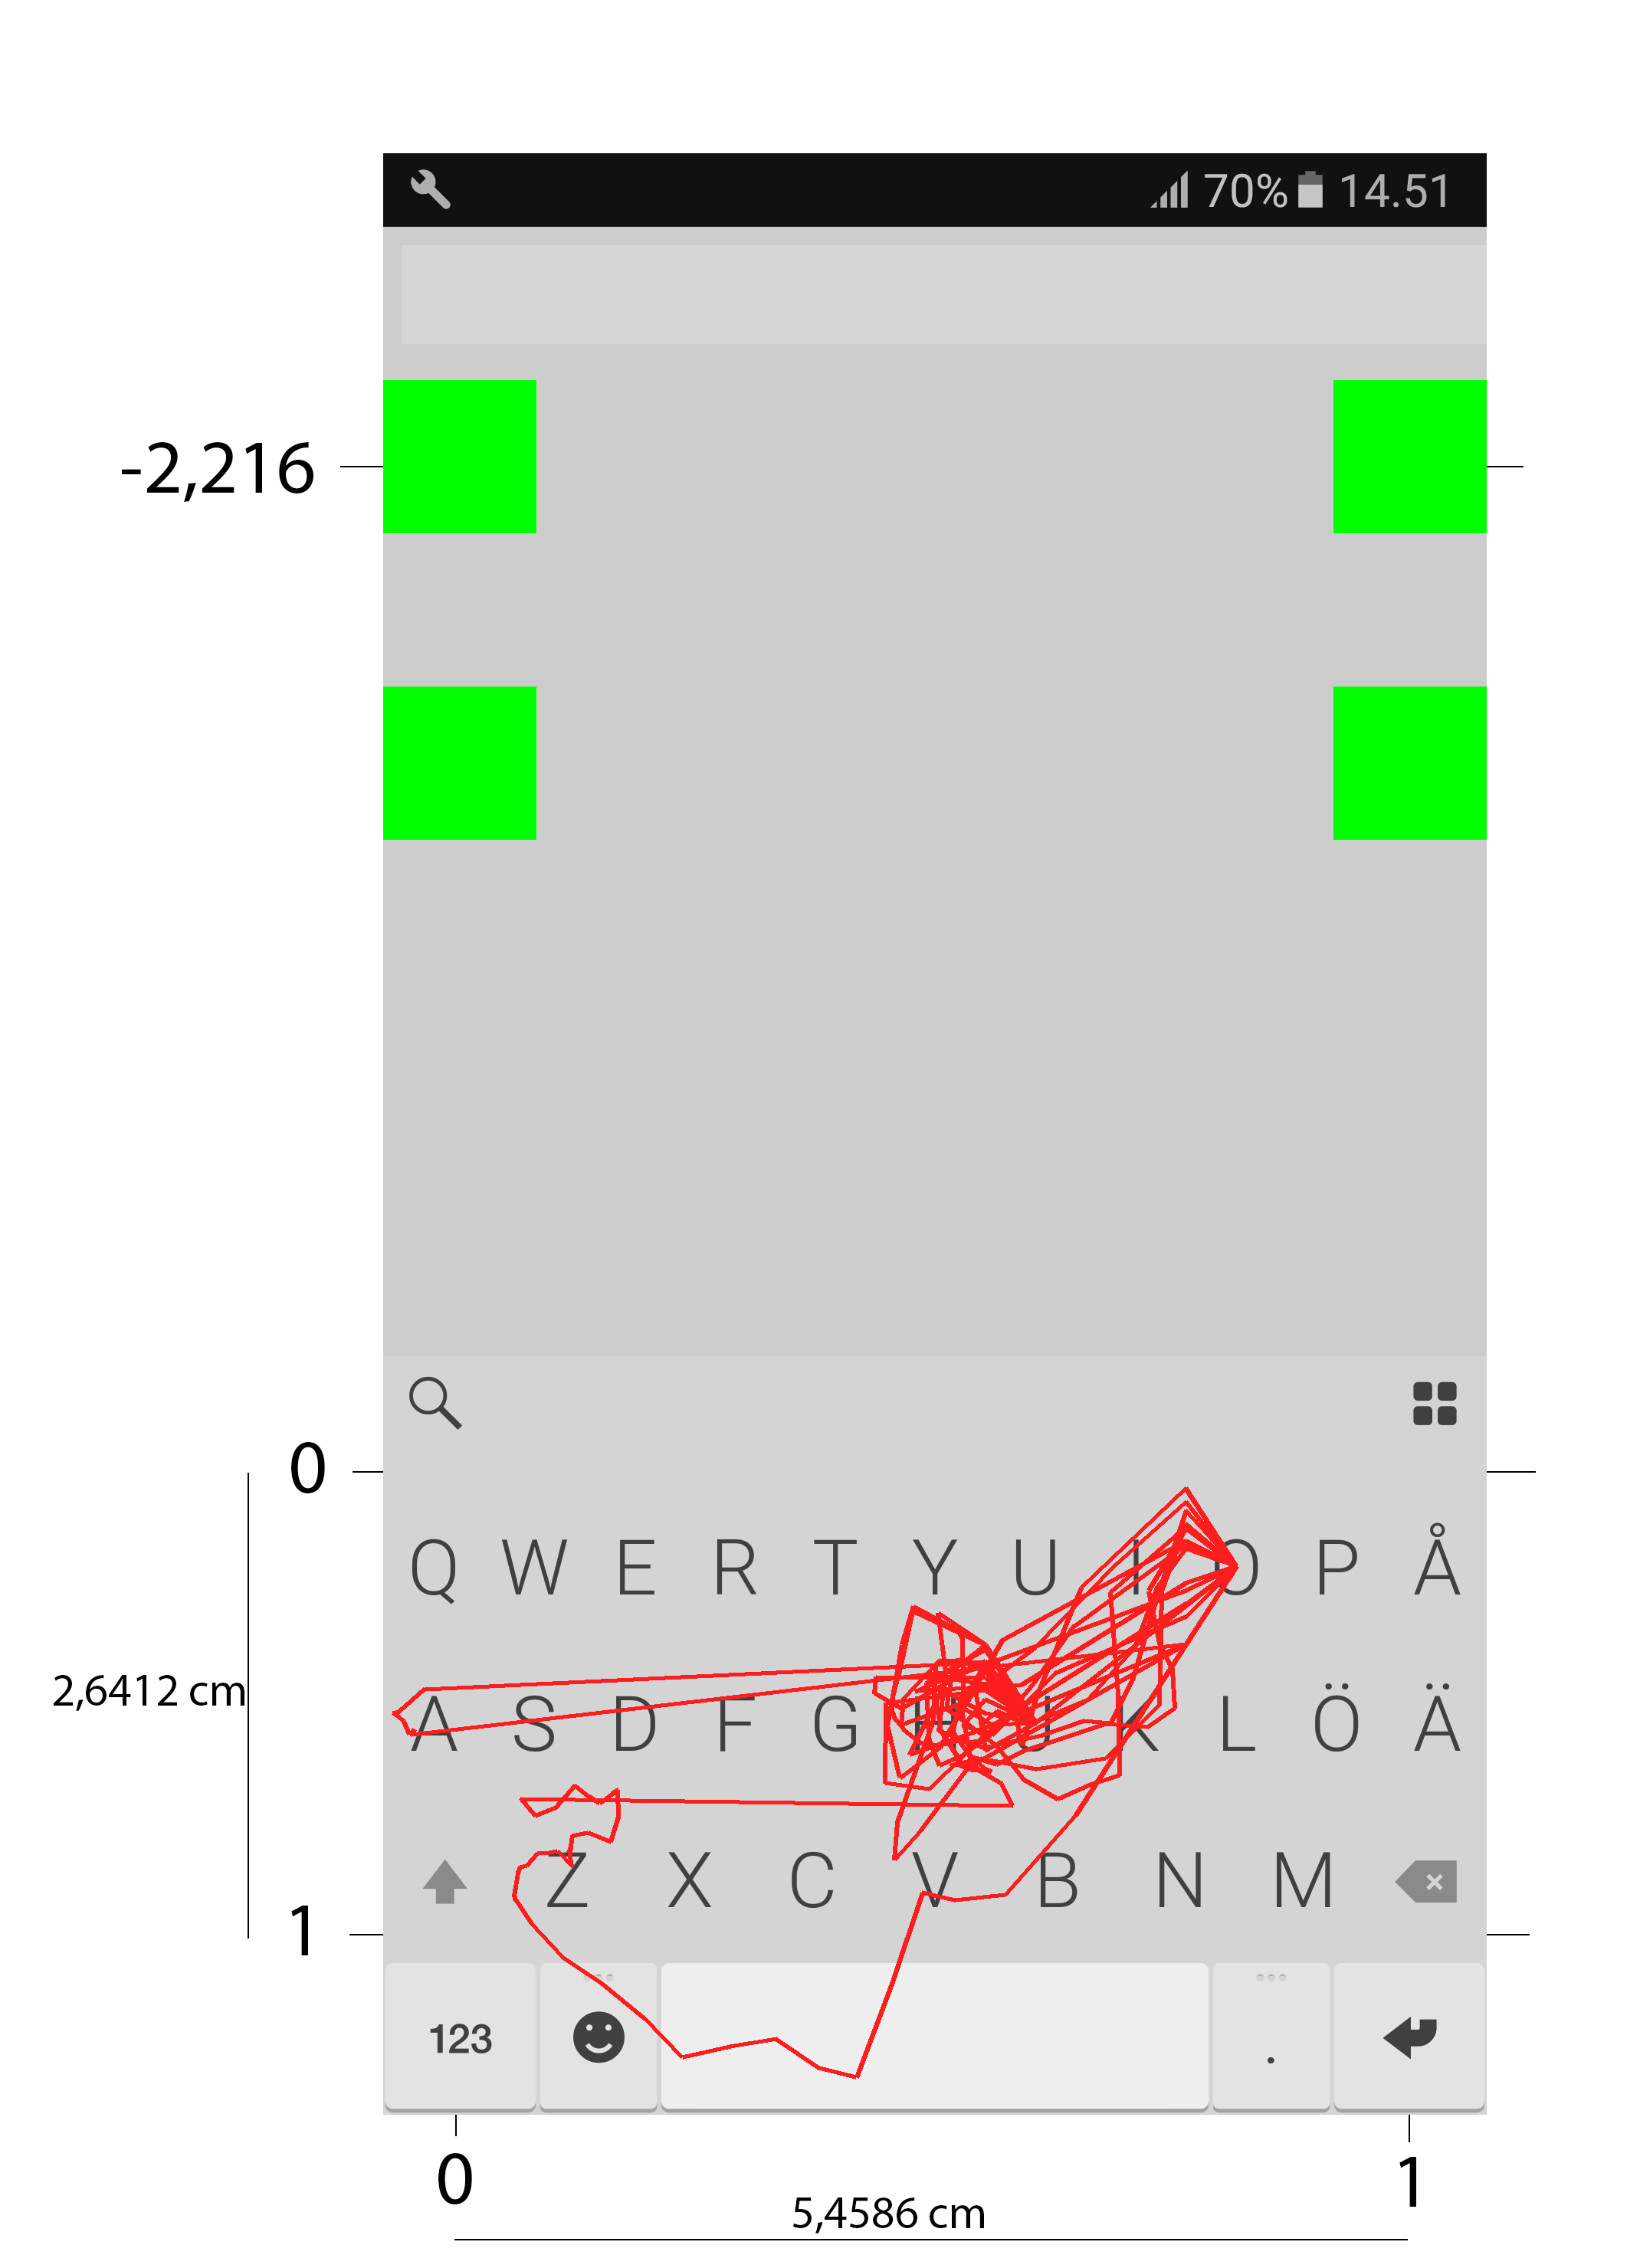 70% 14.51
-2,216
0
Q W E R T Y U I O P Å
2,6412 cm
A S D F G H J K L Ö Ä
Z X C V B N M
1
123 .
0 1
5,4586 cm